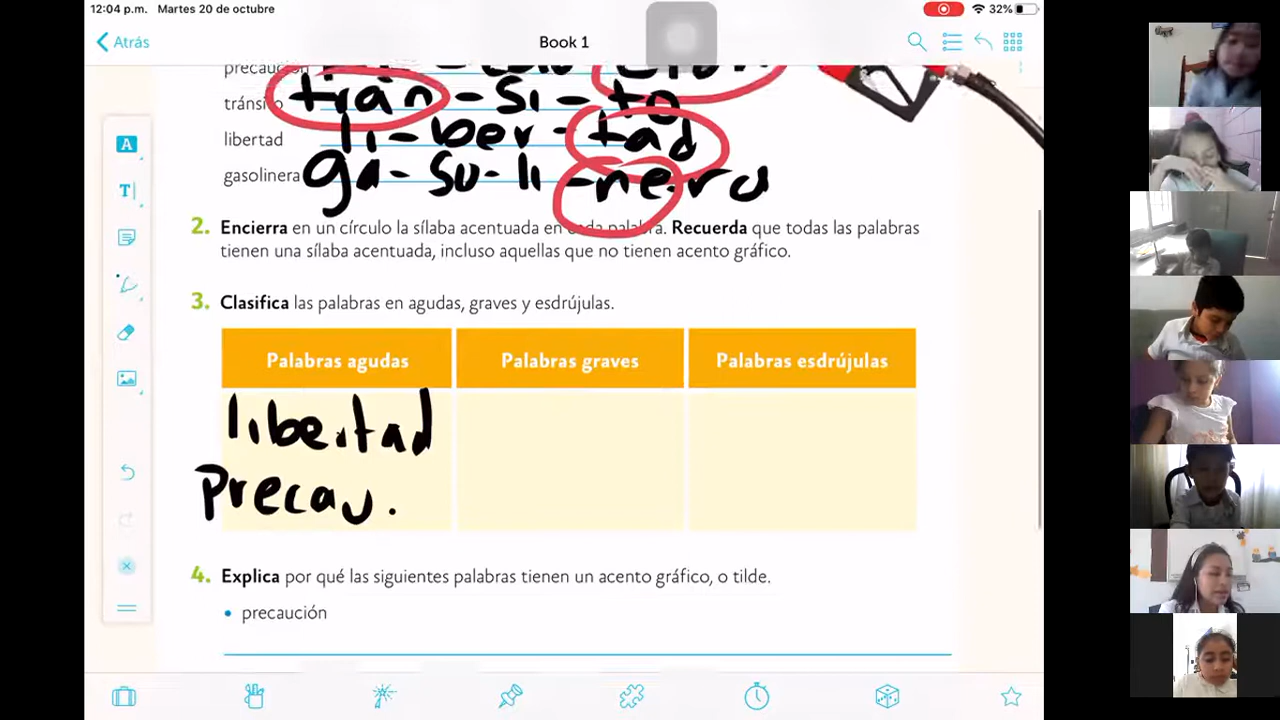 12:04 p.m. Martes 20 de octubre
32%
Atrás
Book 1
precaución
tránsito trán - si - to
libertad li - ber - tad
gasolinera ga - so - li - ne - ra
2. Encierra en un círculo la sílaba acentuada en cada palabra. Recuerda que todas las palabras
tienen una sílaba acentuada, incluso aquellas que no tienen acento gráfico.
3. Clasifica las palabras en agudas, graves y esdrújulas.
Palabras agudas Palabras graves Palabras esdrújulas
libertad
precau.
4. Explica por qué las siguientes palabras tienen un acento gráfico, o tilde.
• precaución